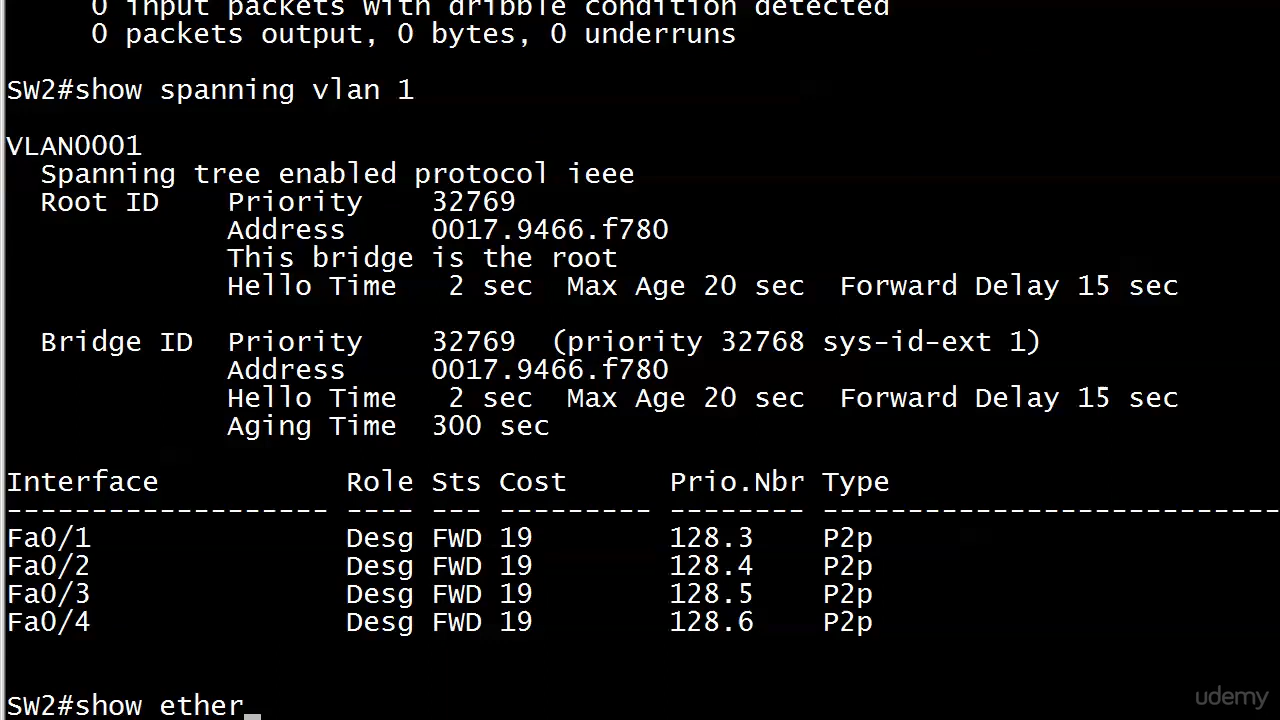 0 input packets with dribble condition detected
0 packets output, 0 bytes, 0 underruns
SW2#show spanning vlan 1
VLAN0001
Spanning tree enabled protocol ieee
Root ID Priority 32769
Address 0017.9466.f780
This bridge is the root
Hello Time 2 sec Max Age 20 sec Forward Delay 15 sec
Bridge ID Priority 32769 (priority 32768 sys-id-ext 1)
Address 0017.9466.f780
Hello Time 2 sec Max Age 20 sec Forward Delay 15 sec
Aging Time 300 sec
Interface Role Sts Cost Prio.Nbr Type
------------------- ---- --- --------- -------- ---------------------------
Fa0/1 Desg FWD 19 128.3 P2p
Fa0/2 Desg FWD 19 128.4 P2p
Fa0/3 Desg FWD 19 128.5 P2p
Fa0/4 Desg FWD 19 128.6 P2p
SW2#show ether_
udemy